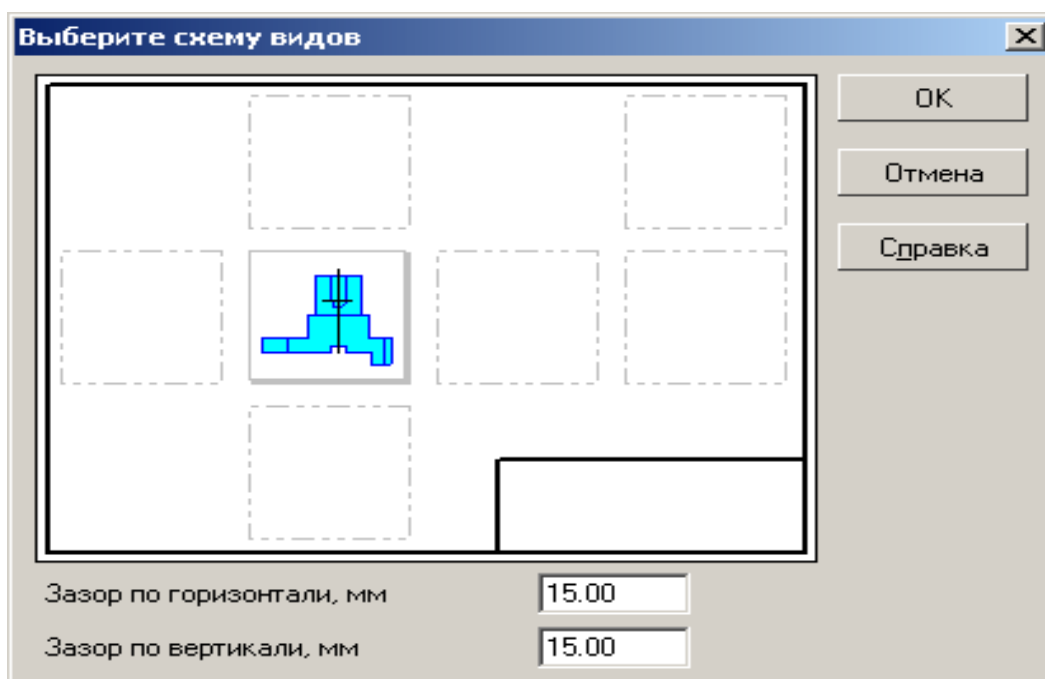 Выберите схему видов
OK
Отмена
Справка
Зазор по горизонтали, мм 15.00
Зазор по вертикали, мм 15.00